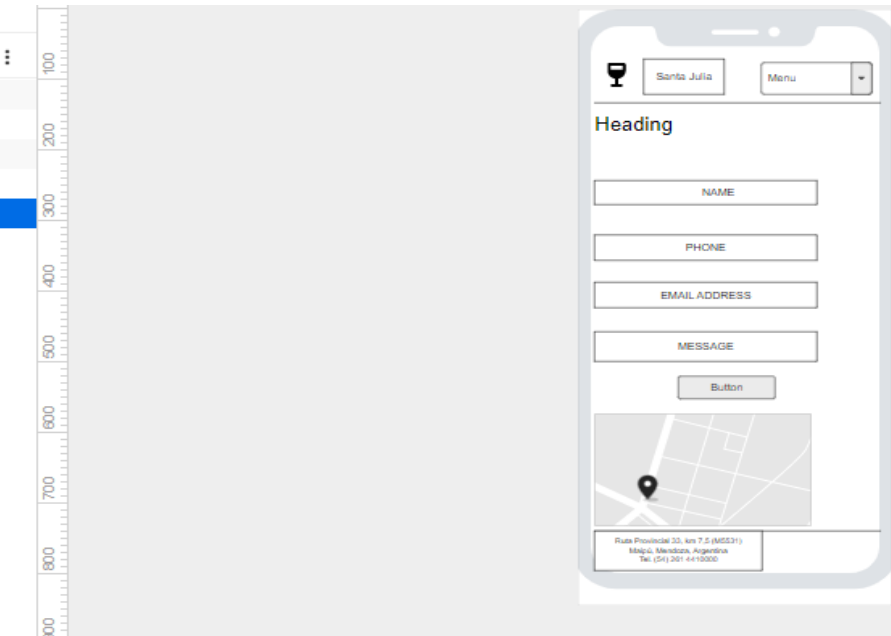 100
200
300
400
500
600
700
800
900
Santa Julia
Menu
Heading
NAME
PHONE
EMAIL ADDRESS
MESSAGE
Button
Ruta Provincial 33, km 7,5 (M5531)
Maipú, Mendoza, Argentina
Tel. (54) 261 4410000